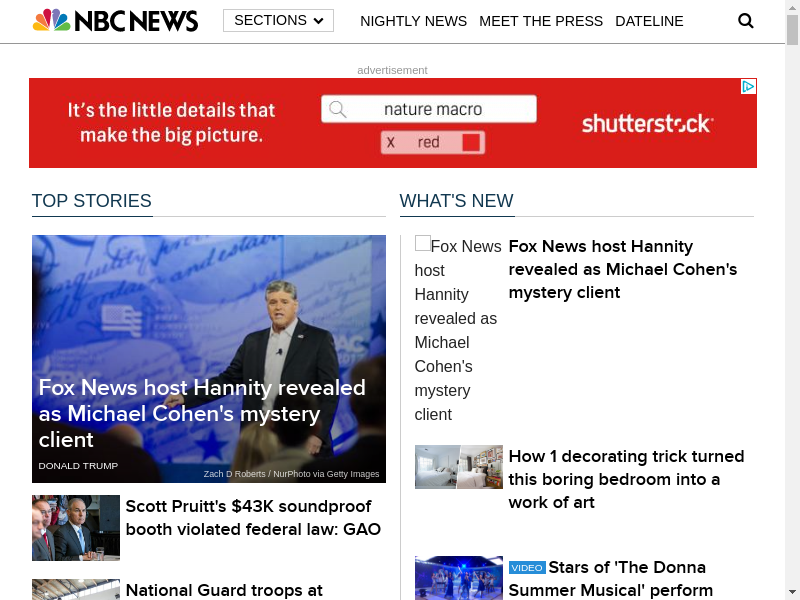 NBC NEWS
SECTIONS
NIGHTLY NEWS MEET THE PRESS DATELINE
advertisement
It's the little details that
make the big picture.
nature macro
x red
shutterstock
TOP STORIES
Fox News host Hannity revealed
as Michael Cohen's mystery
client
DONALD TRUMP
Zach D Roberts / NurPhoto via Getty Images
Scott Pruitt's $43K soundproof
booth violated federal law: GAO
National Guard troops at
WHAT'S NEW
Fox News
host
Hannity
revealed as
Michael
Cohen's
mystery
client
Fox News host Hannity
revealed as Michael Cohen's
mystery client
How 1 decorating trick turned
this boring bedroom into a
work of art
VIDEO Stars of 'The Donna
Summer Musical' perform